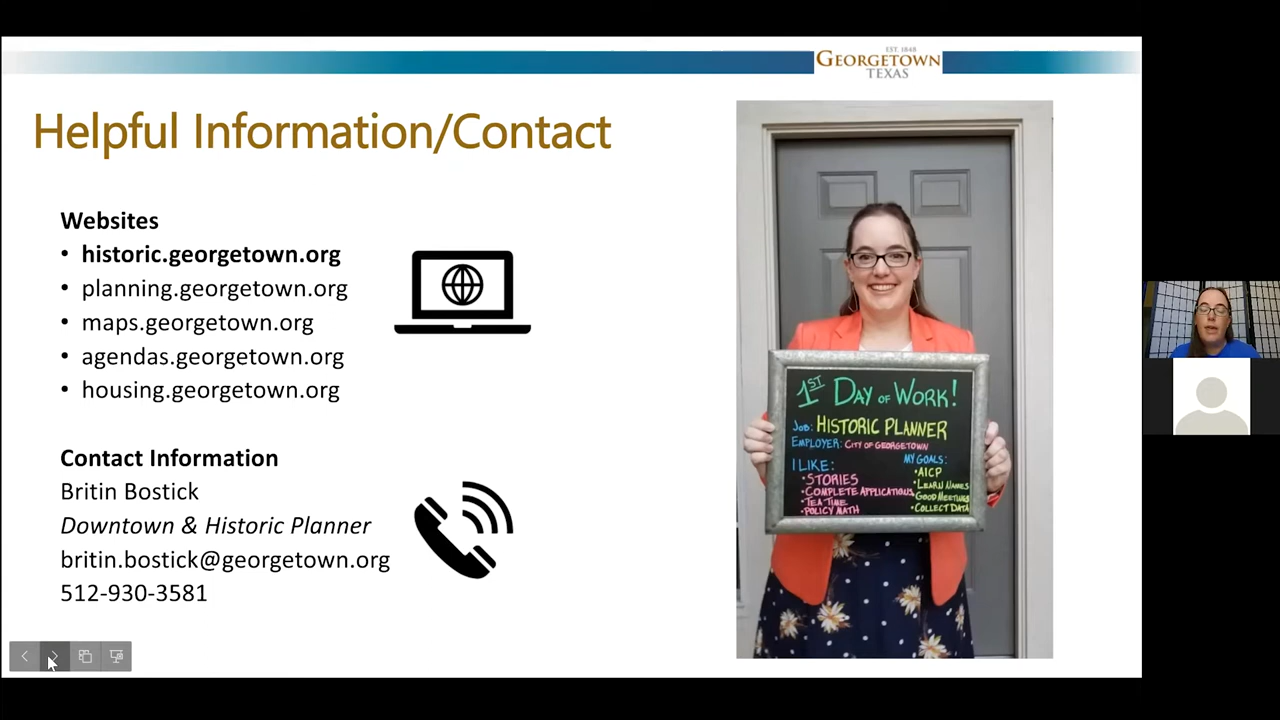 EST. 1848
GEORGETOWN
TEXAS
Helpful Information/Contact
Websites
• historic.georgetown.org
• planning.georgetown.org
• maps.georgetown.org
• agendas.georgetown.org
• housing.georgetown.org
Contact Information
Britin Bostick
Downtown & Historic Planner
britin.bostick@georgetown.org
512-930-3581
1ST DAY OF WORK!
JOB: HISTORIC PLANNER
EMPLOYER: CITY OF GEORGETOWN
I LIKE:
• STORIES
• COMPLETE APPLICATIONS
• TEA TIME
• POLICY MATH
MY GOALS:
• AICP
• LEARN NAMES
• GOOD MEETINGS
• COLLECT DATA